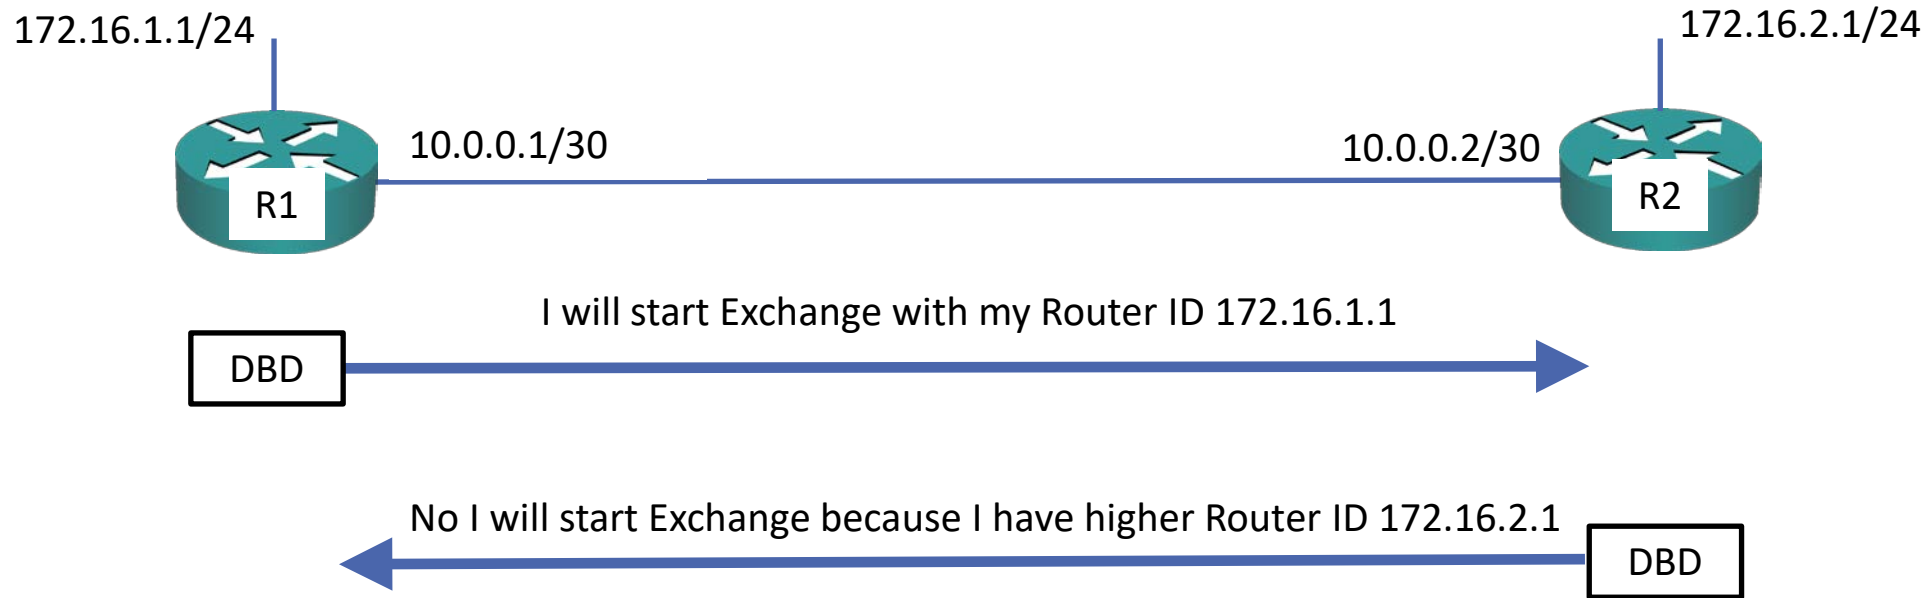 172.16.1.1/24
172.16.2.1/24
10.0.0.1/30
10.0.0.2/30
R1
R2
I will start Exchange with my Router ID 172.16.1.1
DBD
No I will start Exchange because I have higher Router ID 172.16.2.1
DBD